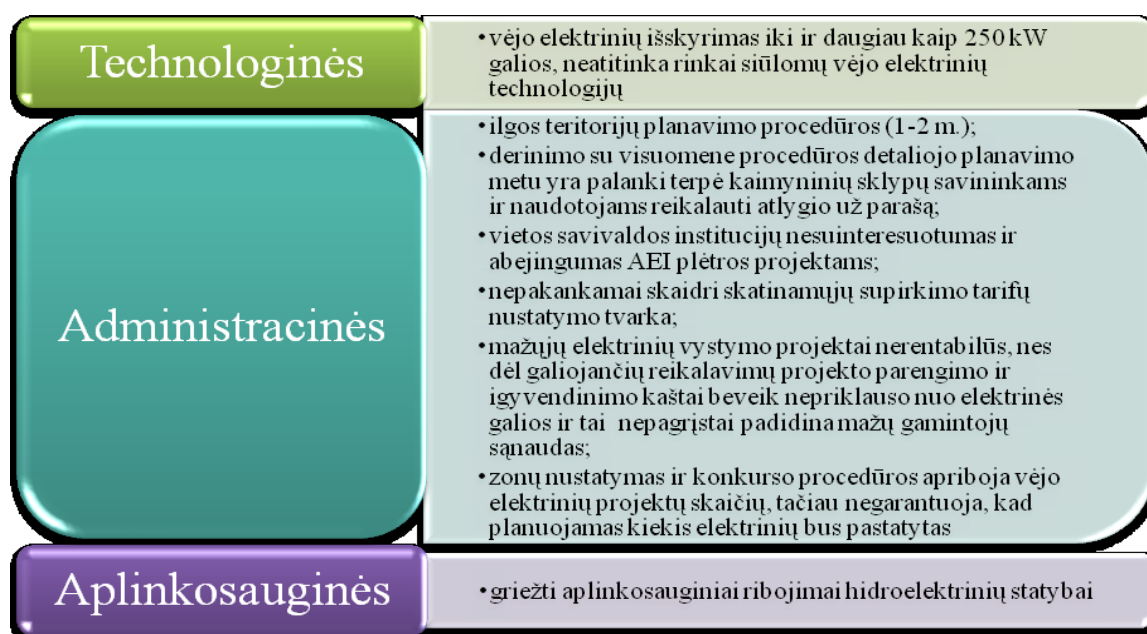 Technologinės
•vėjo elektrinių išskyrimas iki ir daugiau kaip 250 kW
galios, neatitinka rinkai siūlomų vėjo elektrinių
technologijų
Administracinės
•ilgos teritorijų planavimo procedūros (1-2 m.);
•derinimo su visuomene procedūros detaliojo planavimo
metu yra palanki terpė kaimyninių sklypų savininkams
ir naudotojams reikalauti atlygio už parašą;
•vietos savivaldos institucijų nesuinteresuotumas ir
abejingumas AEI plėtros projektams;
•nepakankamai skaidri skatinamųjų supirkimo tarifų
nustatymo tvarka;
•mažųjų elektrinių vystymo projektai nerentabilūs, nes
dėl galiojančių reikalavimų projekto parengimo ir
igyvendinimo kaštai beveik nepriklauso nuo elektrinės
galios ir tai nepagrįstai padidina mažų gamintojų
sąnaudas;
•zonų nustatymas ir konkurso procedūros apriboja vėjo
elektrinių projektų skaičių, tačiau negarantuoja, kad
planuojamas kiekis elektrinių bus pastatytas
Aplinkosauginės
•griežti aplinkosauginiai ribojimai hidroelektrinių statybai